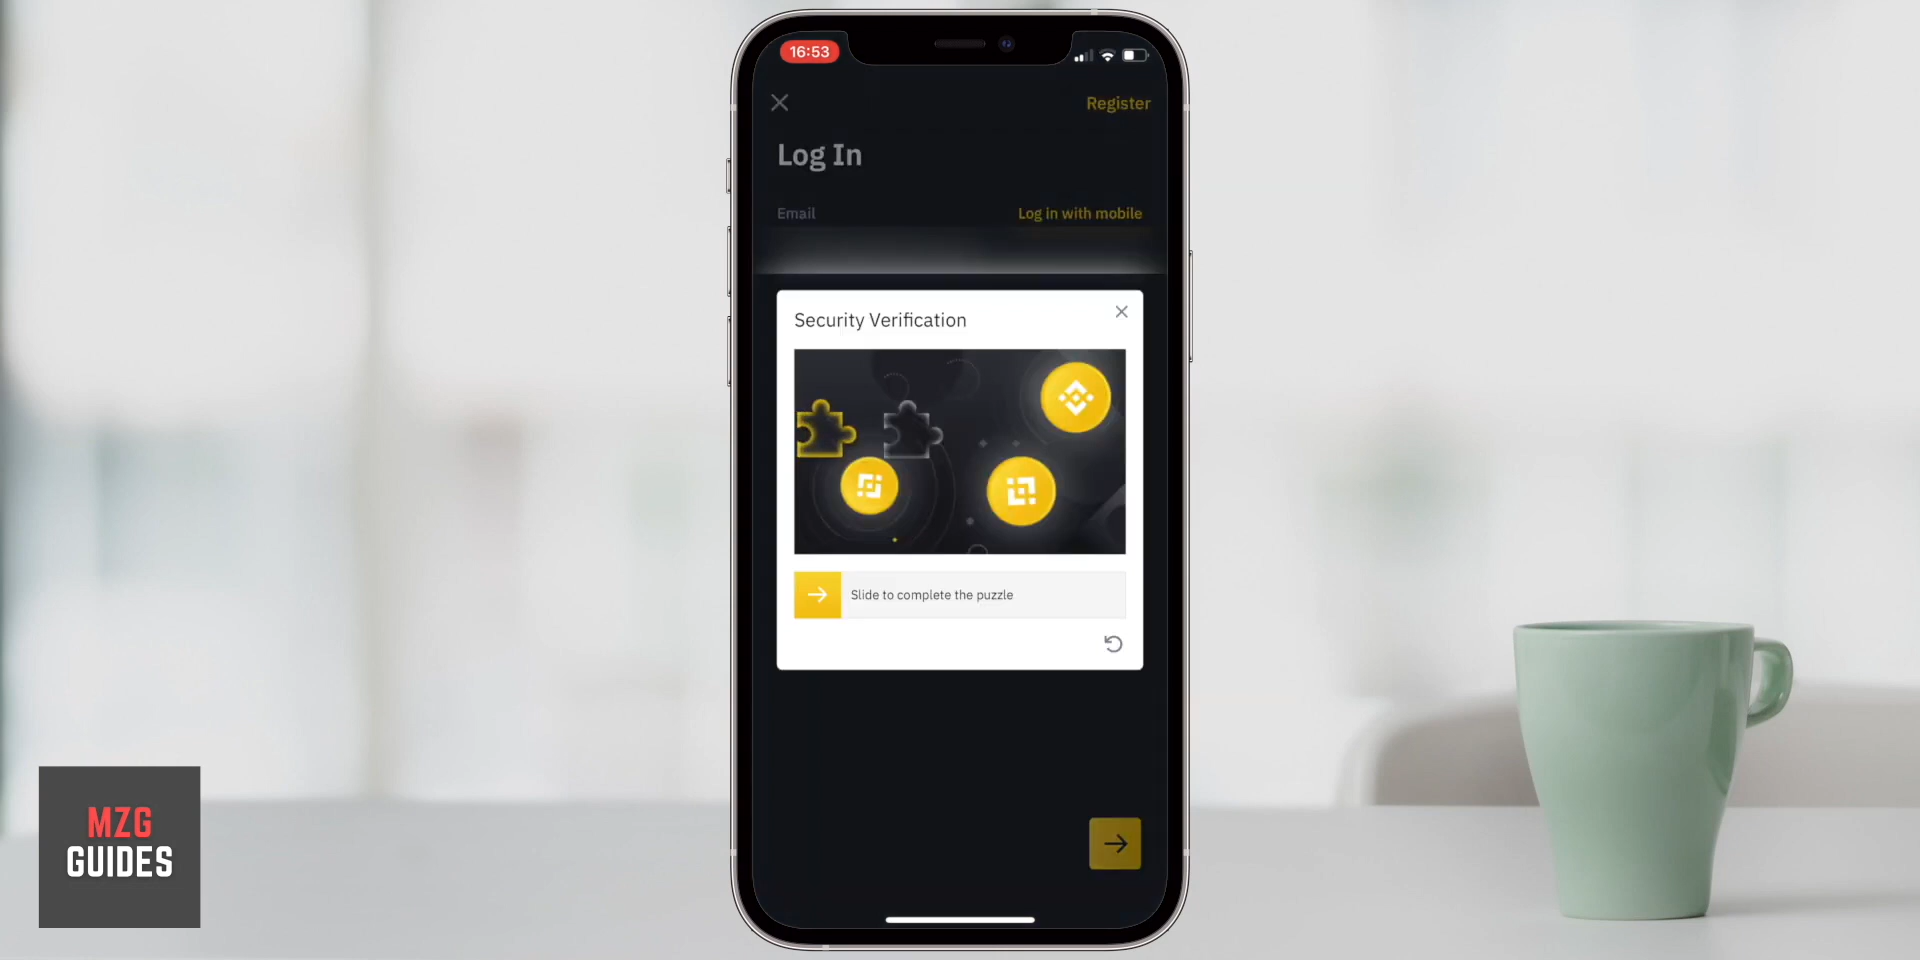 16:53
Register
Log In
Email
Log in with mobile
Security Verification
Slide to complete the puzzle
MZG
GUIDES